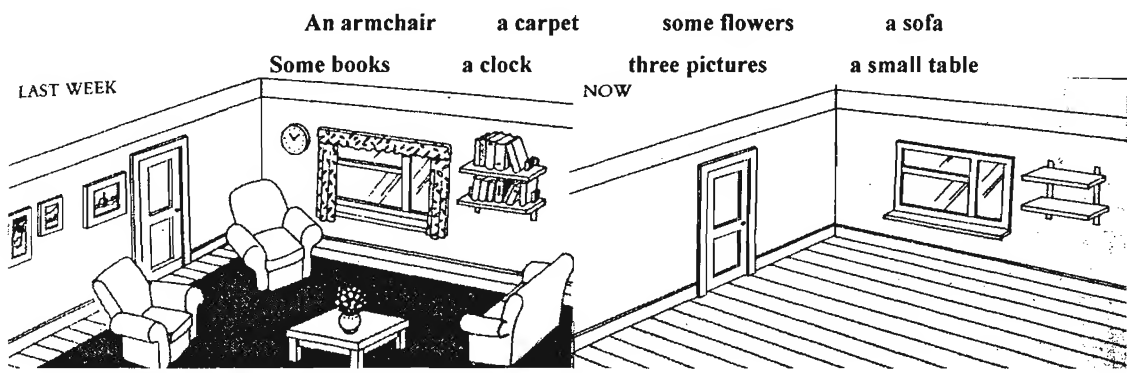 An armchair a carpet some flowers a sofa
Some books a clock three pictures a small table
LAST WEEK
NOW